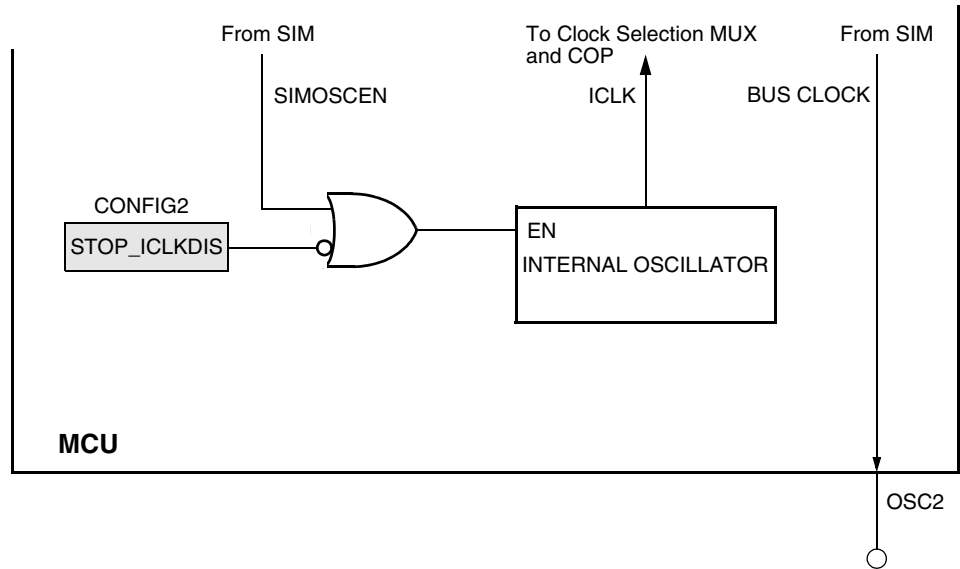 From SIM
To Clock Selection MUX
and COP
From SIM
SIMOSCEN
ICLK
BUS CLOCK
CONFIG2
STOP_ICLKDIS
EN
INTERNAL OSCILLATOR
MCU
OSC2